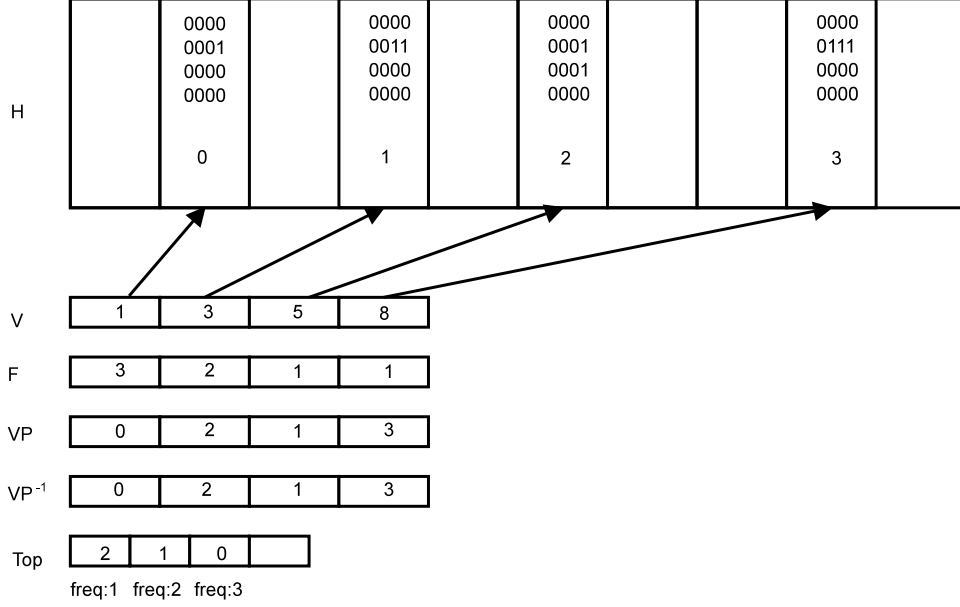 0000 0000 0000 0000
0001 0011 0001 0111
0000 0000 0001 0000
0000 0000 0000 0000
H
0 1 2 3
V 1 3 5 8
F 3 2 1 1
VP 0 2 1 3
VP-1 0 2 1 3
Top 2 1 0
freq:1 freq:2 freq:3